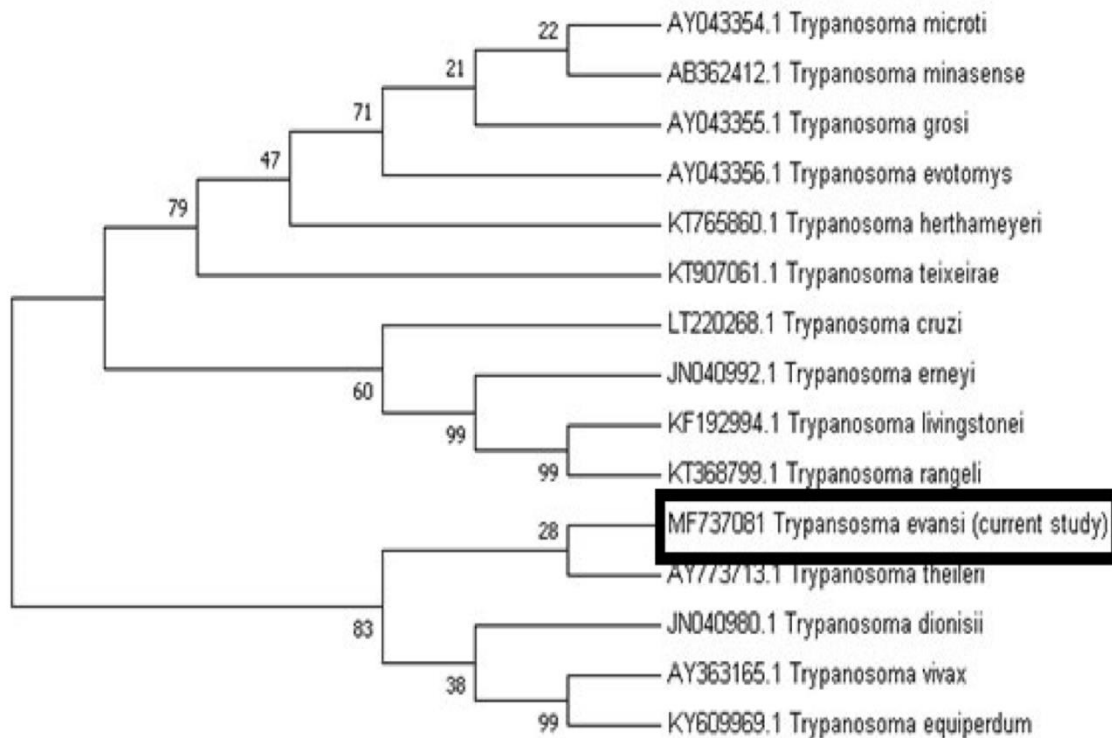 22
AY043354.1 Trypanosoma microti
AB362412.1 Trypanosoma minasense
21
AY043355.1 Trypanosoma grosi
71
AY043356.1 Trypanosoma evotomys
47
KT765860.1 Trypanosoma herthameyeri
79
KT907061.1 Trypanosoma teixeirae
LT220268.1 Trypanosoma cruzi
60
JN040992.1 Trypanosoma erneyi
99
KF192994.1 Trypanosoma livingstonei
99
KT368799.1 Trypanosoma rangeli
MF737081 Trypansosma evansi (current study)
28
AY773713.1 Trypanosoma theileri
83
JN040980.1 Trypanosoma dionisii
38
AY363165.1 Trypanosoma vivax
99
KY609969.1 Trypanosoma equiperdum